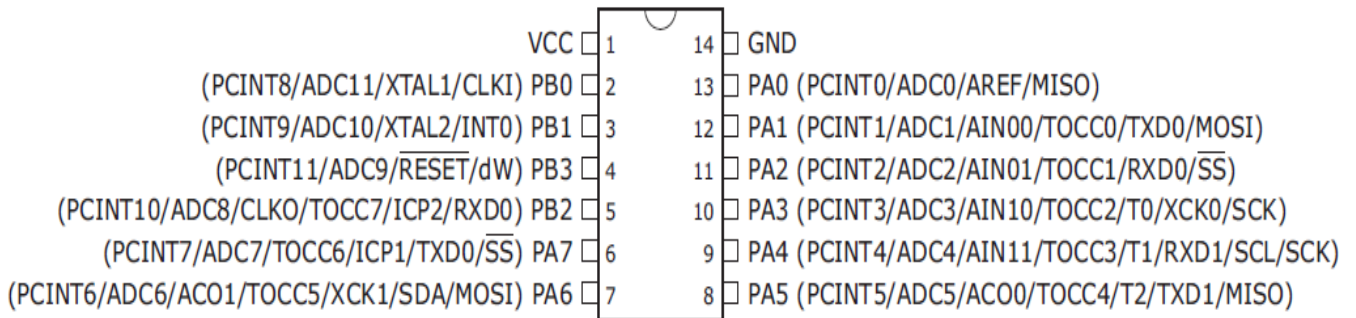 VCC 1 14 GND
(PCINT8/ADC11/XTAL1/CLKI) PB0 2 13 PA0 (PCINT0/ADC0/AREF/MISO)
(PCINT9/ADC10/XTAL2/INT0) PB1 3 12 PA1 (PCINT1/ADC1/AIN00/TOCC0/TXD0/MOSI)
(PCINT11/ADC9/RESET/dW) PB3 4 11 PA2 (PCINT2/ADC2/AIN01/TOCC1/RXD0/SS)
(PCINT10/ADC8/CLKO/TOCC7/ICP2/RXD0) PB2 5 10 PA3 (PCINT3/ADC3/AIN10/TOCC2/T0/XCK0/SCK)
(PCINT7/ADC7/TOCC6/ICP1/TXD0/SS) PA7 6 9 PA4 (PCINT4/ADC4/AIN11/TOCC3/T1/RXD1/SCL/SCK)
(PCINT6/ADC6/ACO1/TOCC5/XCK1/SDA/MOSI) PA6 7 8 PA5 (PCINT5/ADC5/ACO0/TOCC4/T2/TXD1/MISO)